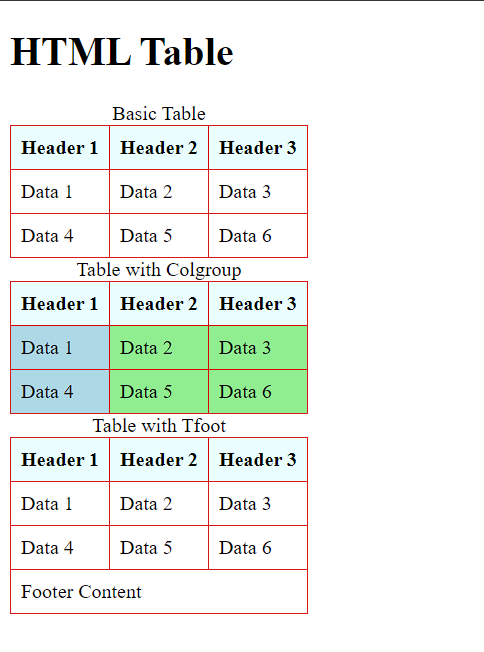 HTML Table
Basic Table
Header 1 Header 2 Header 3
Data 1 Data 2 Data 3
Data 4 Data 5 Data 6
Table with Colgroup
Header 1 Header 2 Header 3
Data 1 Data 2 Data 3
Data 4 Data 5 Data 6
Table with Tfoot
Header 1 Header 2 Header 3
Data 1 Data 2 Data 3
Data 4 Data 5 Data 6
Footer Content